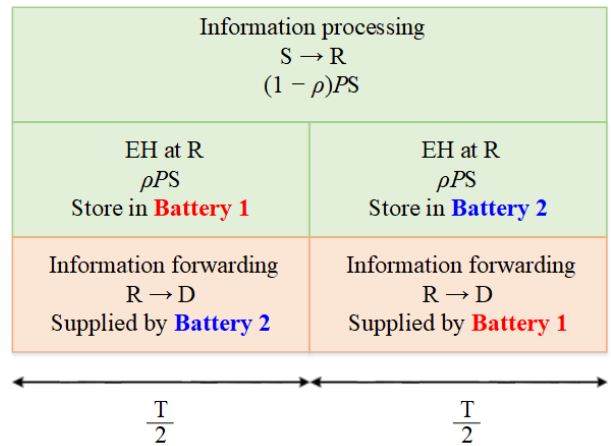 Information processing
S → R
(1 − ρ)PS
EH at R
ρPS
Store in Battery 1
EH at R
ρPS
Store in Battery 2
Information forwarding
R → D
Supplied by Battery 2
Information forwarding
R → D
Supplied by Battery 1
T
2
T
2